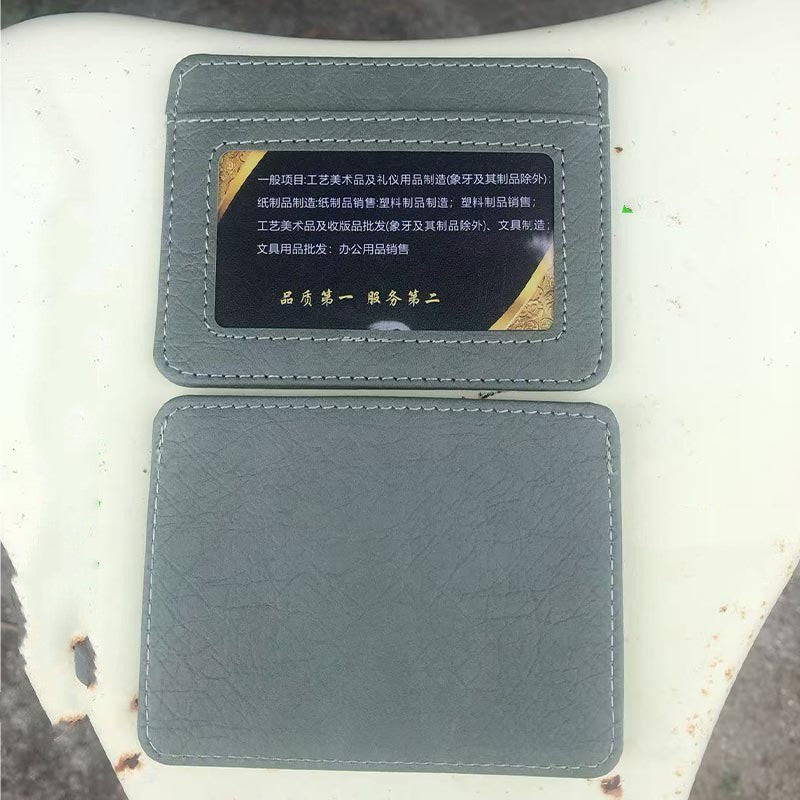 一般项目:工艺美术品及礼仪用品制造(象牙及其制品除外);
纸制品制造:纸制品销售:塑料制品制造；塑料制品销售；
工艺美术品及收版品批发(象牙及其制品除外)、文具制造;
文具用品批发：办公用品销售
品质第一 服务第二